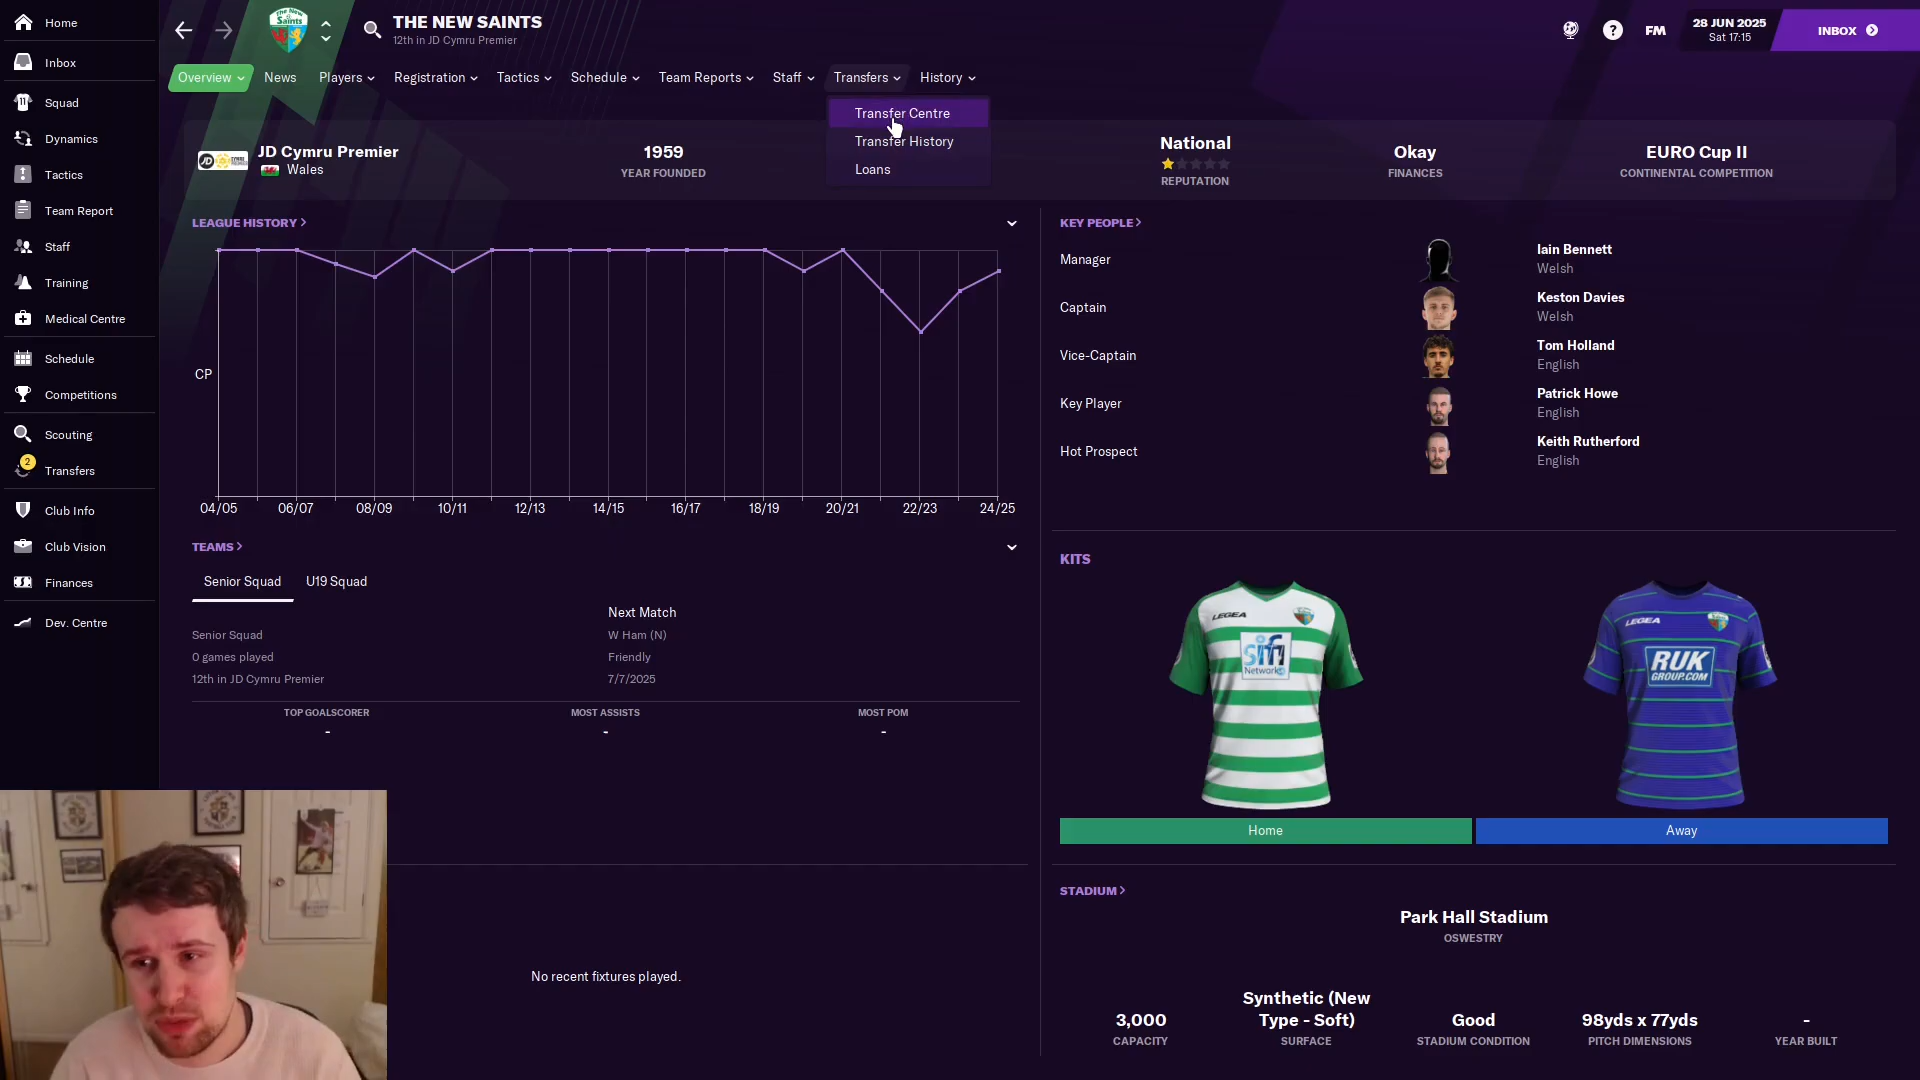 Home
Inbox
Squad
Dynamics
Tactics
Team Report
Staff
Training
Medical Centre
Schedule
Competitions
Scouting
2
Transfers
Club Info
Club Vision
Finances
Dev. Centre
THE NEW SAINTS
12th in JD Cymru Premier
FM
28 JUN 2025
Sat 17:15
INBOX
Overview
News
Players
Registration
Tactics
Schedule
Team Reports
Staff
Transfers
History
Transfer Centre
Transfer History
Loans
JD Cymru Premier
Wales
1959
YEAR FOUNDED
National
REPUTATION
Okay
FINANCES
EURO Cup II
CONTINENTAL COMPETITION
LEAGUE HISTORY
CP
04/05 06/07 08/09 10/11 12/13 14/15 16/17 18/19 20/21 22/23 24/25
TEAMS
Senior Squad
U19 Squad
Senior Squad
0 games played
12th in JD Cymru Premier
Next Match
W Ham (N)
Friendly
7/7/2025
TOP GOALSCORER
-
MOST ASSISTS
-
MOST POM
-
No recent fixtures played.
KEY PEOPLE
Manager
Iain Bennett
Welsh
Captain
Keston Davies
Welsh
Vice-Captain
Tom Holland
English
Key Player
Patrick Howe
English
Hot Prospect
Keith Rutherford
English
KITS
LEGEA
sifi
Networks
LEGEA
RUK
GROUP.COM
Home
Away
STADIUM
Park Hall Stadium
OSWESTRY
3,000
CAPACITY
Synthetic (New
Type - Soft)
SURFACE
Good
STADIUM CONDITION
98yds x 77yds
PITCH DIMENSIONS
-
YEAR BUILT